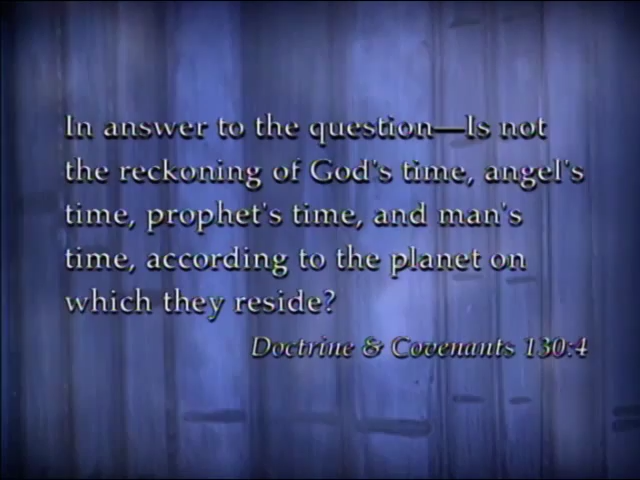 In answer to the question—Is not
the reckoning of God's time, angel's
time, prophet's time, and man's
time, according to the planet on
which they reside?
Doctrine & Covenants 130:4